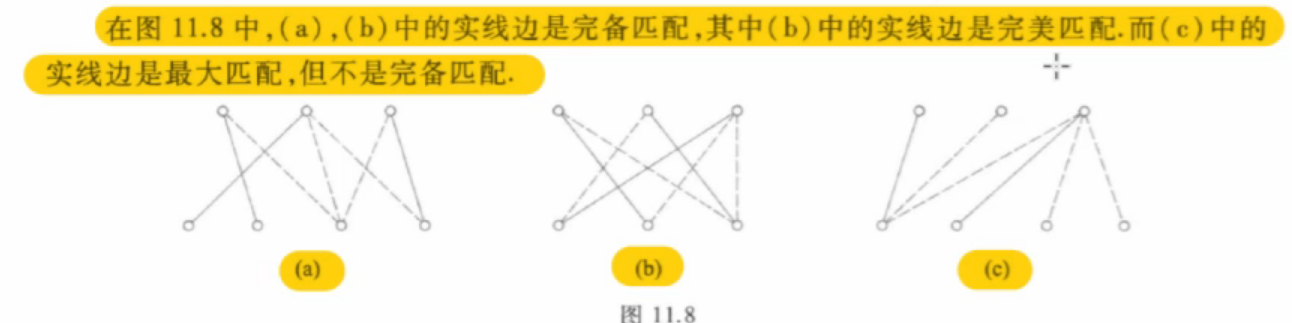 在图 11.8 中,(a),(b)中的实线边是完备匹配,其中(b)中的实线边是完美匹配.而(c)中的
实线边是最大匹配,但不是完备匹配.
(a) (b) (c)
图 11.8